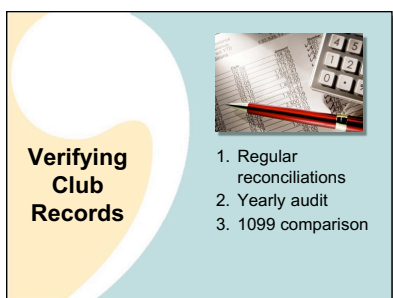 Verifying
Club
Records
1. Regular
reconciliations
2. Yearly audit
3. 1099 comparison